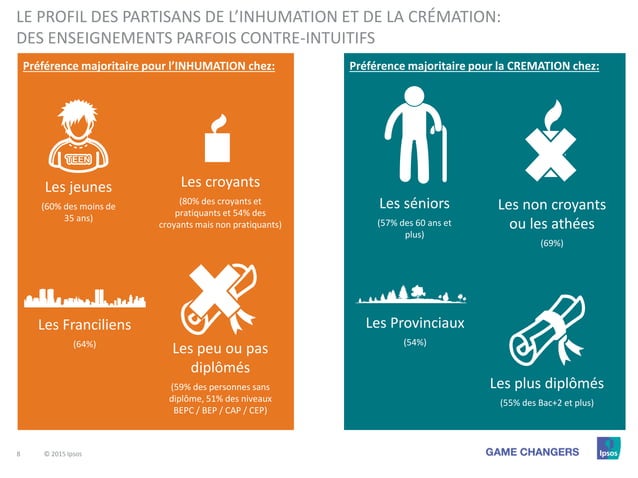 LE PROFIL DES PARTISANS DE L'INHUMATION ET DE LA CRÉMATION:
DES ENSEIGNEMENTS PARFOIS CONTRE-INTUITIFS
Préférence majoritaire pour l'INHUMATION chez:
TEEN
Les jeunes
(60% des moins de
35 ans)
Les croyants
(80% des croyants et
pratiquants et 54% des
croyants mais non pratiquants)
Les Franciliens
(64%)
Les peu ou pas
diplômés
(59% des personnes sans
diplôme, 51% des niveaux
BEPC / BEP / CAP / CEP)
Préférence majoritaire pour la CREMATION chez:
Les séniors
(57% des 60 ans et
plus)
Les non croyants
ou les athées
(69%)
Les Provinciaux
(54%)
Les plus diplômés
(55% des Bac+2 et plus)
8 © 2015 Ipsos
GAME CHANGERS
Ipsos